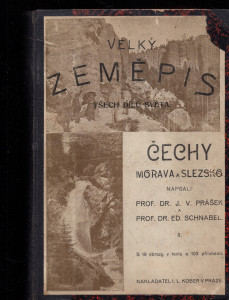 VELKÝ
ZEMĚPIS
VŠECH DÍLŮ SVĚTA.
ČECHY
MORAVA A SLEZSKO
NAPSALI
PROF. DR. J. V. PRÁŠEK
A
PROF. DR. ED. SCHNABEL.
II.
NAKLADATEL I. L. KOBER V PRAZE.